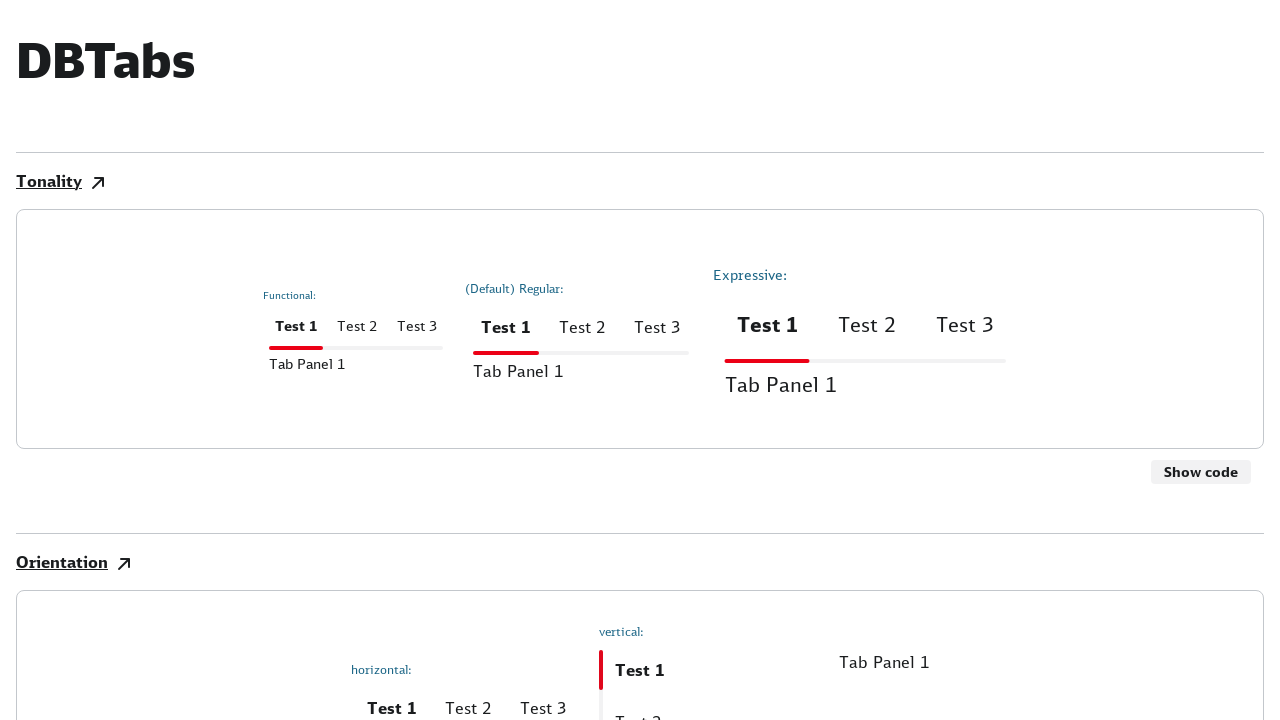 DBTabs
Tonality
Functional:
Test 1 Test 2 Test 3
Tab Panel 1
(Default) Regular:
Test 1 Test 2 Test 3
Tab Panel 1
Expressive:
Test 1 Test 2 Test 3
Tab Panel 1
Show code
Orientation
horizontal:
Test 1 Test 2 Test 3
vertical:
Test 1
Tab Panel 1